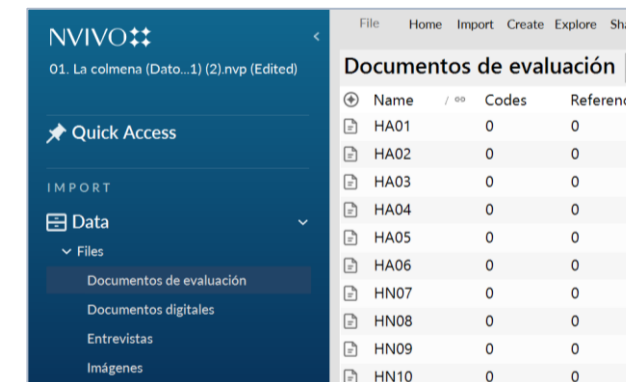 NVIVO
01. La colmena (Dato...1) (2).nvp (Edited)
Quick Access
IMPORT
Data
Files
Documentos de evaluación
Documentos digitales
Entrevistas
Imágenes
File Home Import Create Explore Sha
Documentos de evaluación
Name / Codes Referenc
HA01 0 0
HA02 0 0
HA03 0 0
HA04 0 0
HA05 0 0
HA06 0 0
HN07 0 0
HN08 0 0
HN09 0 0
HN10 0 0